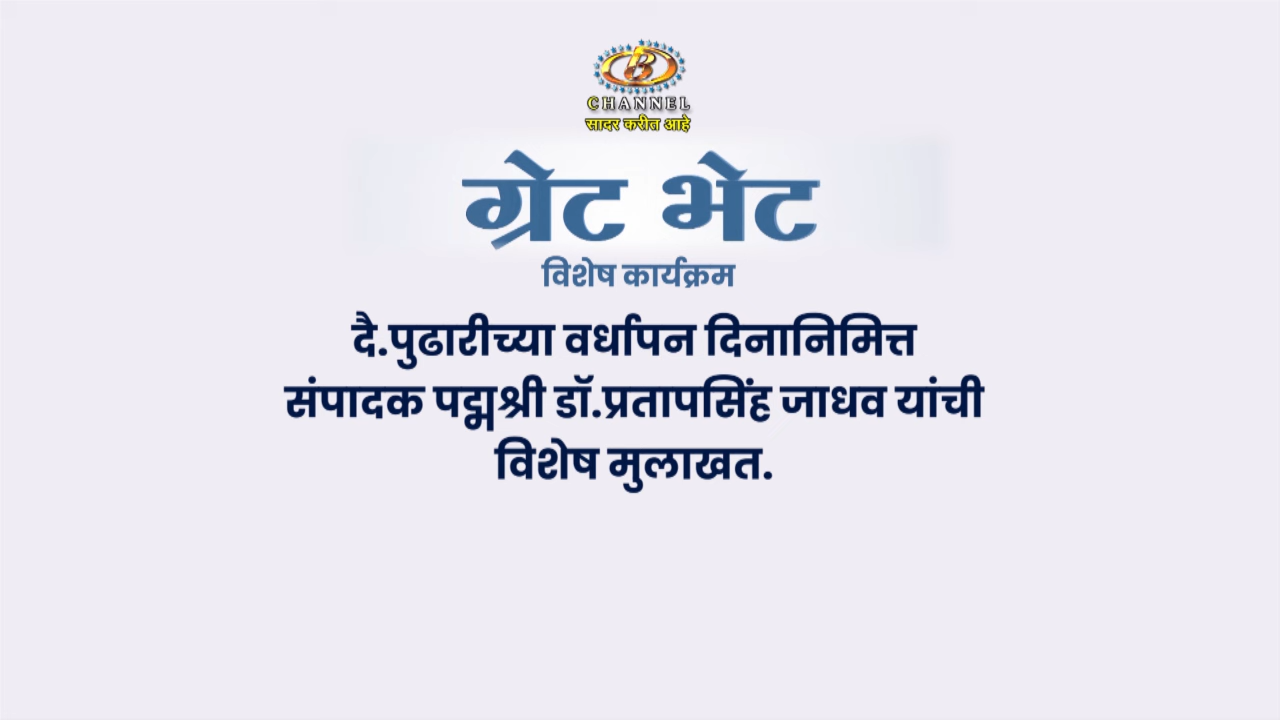 B
CHANNEL
सादर करीत आहे
ग्रेट भेट
विशेष कार्यक्रम
दै.पुढारीच्या वर्धापन दिनानिमित्त
संपादक पद्मश्री डॉ.प्रतापसिंह जाधव यांची
विशेष मुलाखत.